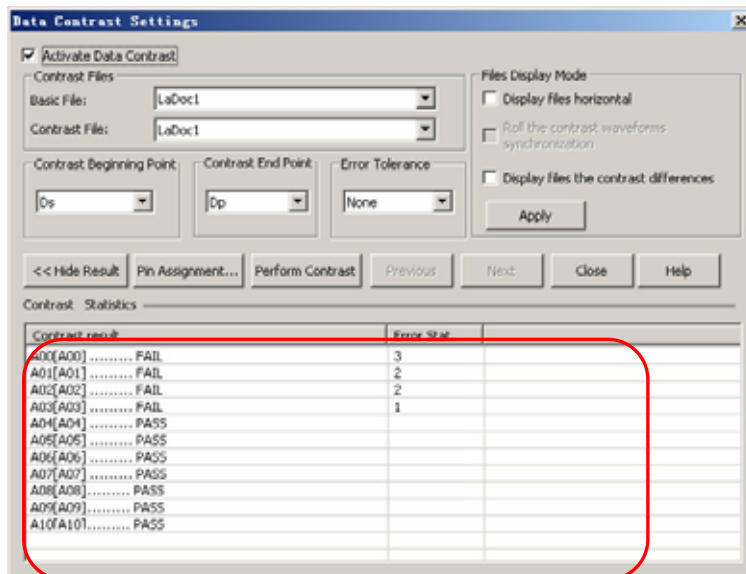 Data Contrast Settings
Activate Data Contrast
Contrast Files
Basic File: LaDoc1
Contrast File: LaDoc1
Contrast Beginning Point Contrast End Point Error Tolerance
Ds Dp None
Files Display Mode
Display files horizontal
Roll the contrast waveforms
synchronization
Display files the contrast differences
Apply
<< Hide Result Pin Assignment... Perform Contrast Previous Next Close Help
Contrast Statistics
Contrast result Error Stat
A00[A00] ......... FAIL 3
A01[A01] ......... FAIL 2
A02[A02] ......... FAIL 2
A03[A03] ......... FAIL 1
A04[A04] ......... PASS
A05[A05] ......... PASS
A06[A06] ......... PASS
A07[A07] ......... PASS
A08[A08]......... PASS
A09[A09]......... PASS
A10[A10]......... PASS